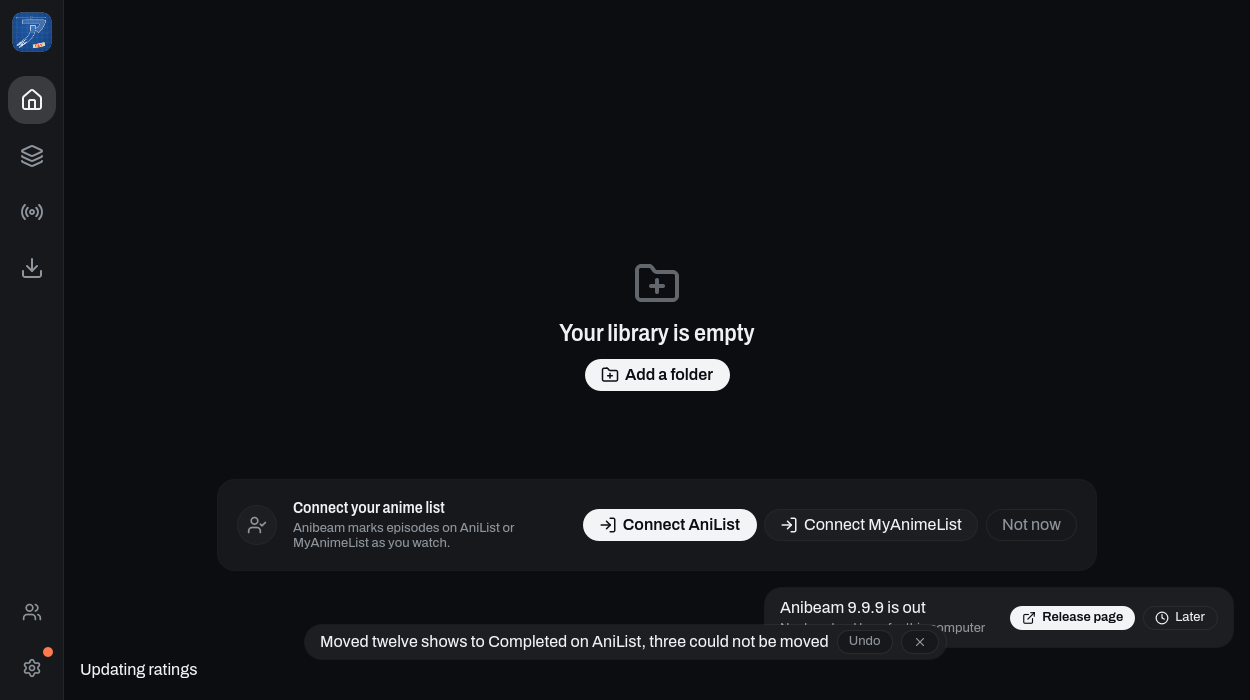 Your library is empty
Add a folder
Connect your anime list
Anibeam marks episodes on AniList or
MyAnimeList as you watch.
Connect AniList
Connect MyAnimeList
Not now
Anibeam 9.9.9 is out
computer
Release page
Later
Moved twelve shows to Completed on AniList, three could not be moved
Undo
Updating ratings